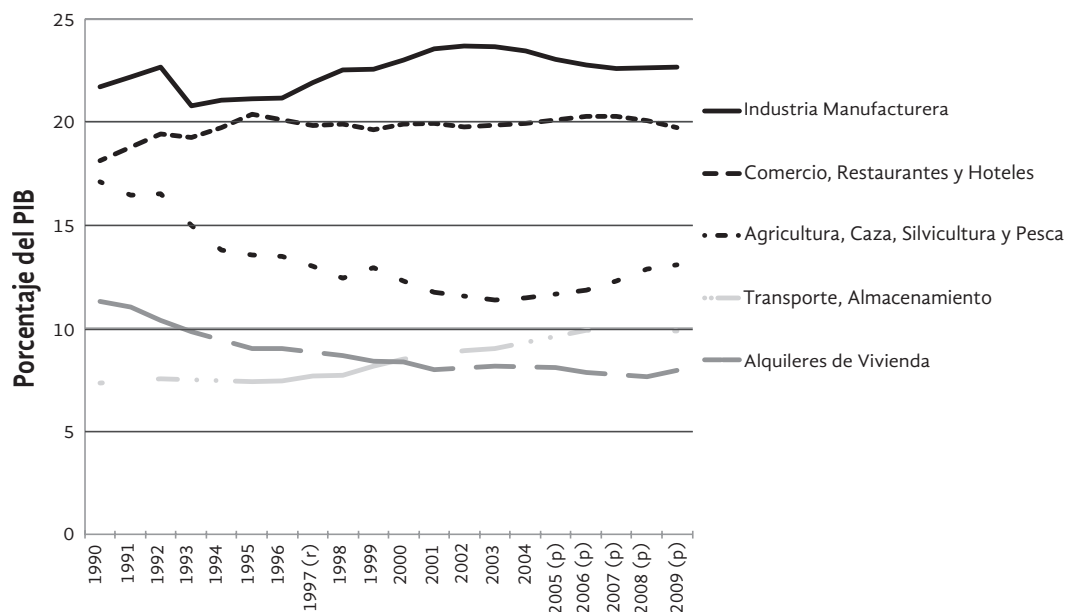 Porcentaje del PIB
25
20
15
10
5
0
1990
1991
1992
1993
1994
1995
1996
1997 (r)
1998
1999
2000
2001
2002
2003
2004
2005 (p)
2006 (p)
2007 (p)
2008 (p)
2009 (p)
Industria Manufacturera
Comercio, Restaurantes y Hoteles
Agricultura, Caza, Silvicultura y Pesca
Transporte, Almacenamiento
Alquileres de Vivienda